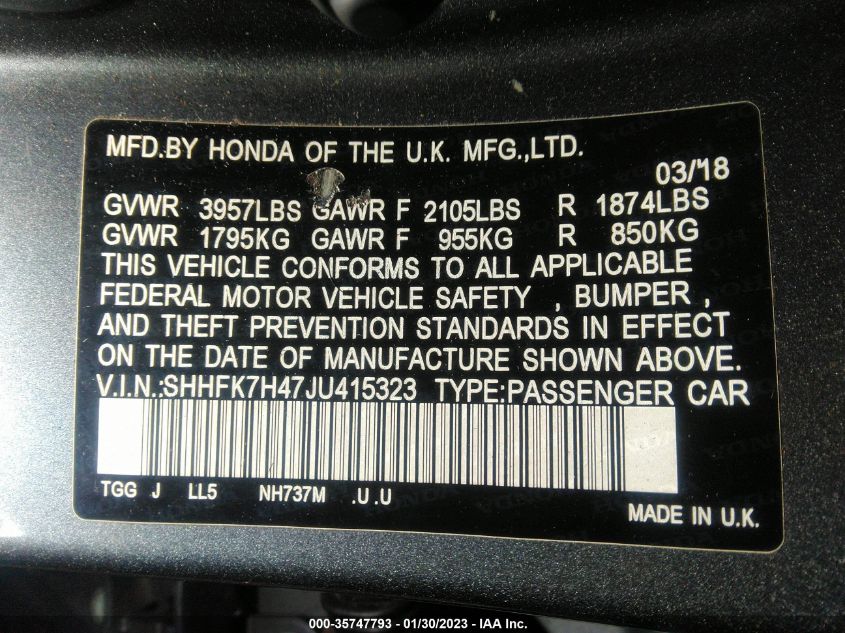 MFD.BY HONDA OF THE U.K. MFG.,LTD.
03/18
GVWR 3957LBS GAWR F 2105LBS R 1874LBS
GVWR 1795KG GAWR F 955KG R 850KG
THIS VEHICLE CONFORMS TO ALL APPLICABLE
FEDERAL MOTOR VEHICLE SAFETY , BUMPER ,
AND THEFT PREVENTION STANDARDS IN EFFECT
ON THE DATE OF MANUFACTURE SHOWN ABOVE.
V.I.N.:SHHFK7H47JU415323 TYPE:PASSENGER CAR
TGG J LL5 NH737M .U .U
MADE IN U.K.
000-35747793 - 01/30/2023 - IAA Inc.